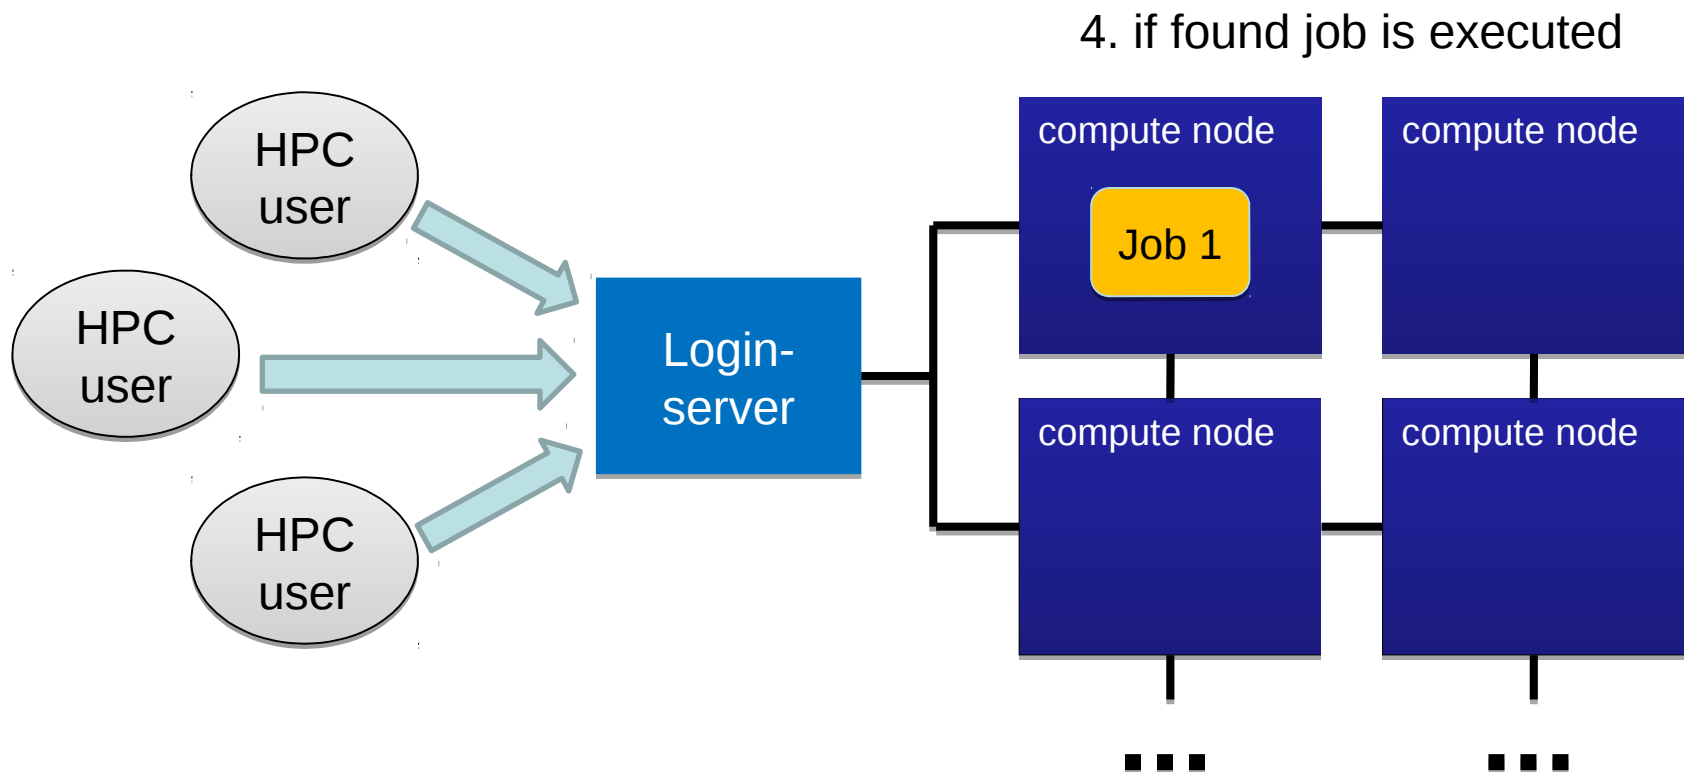 4. if found job is executed
HPC
user
HPC
user
HPC
user
Login-
server
compute node
Job 1
compute node
compute node
compute node
...
...